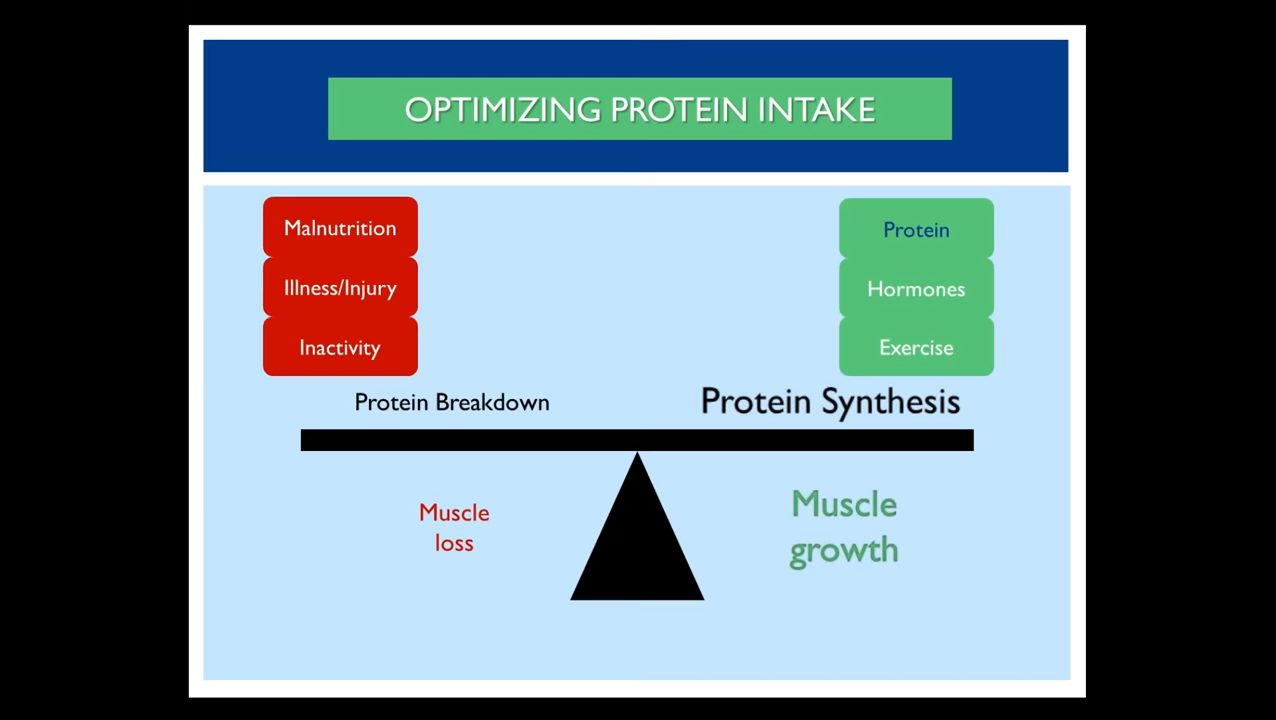 OPTIMIZING PROTEIN INTAKE
Malnutrition
Illness/Injury
Inactivity
Protein
Hormones
Exercise
Protein Breakdown
Protein Synthesis
Muscle
loss
Muscle
growth